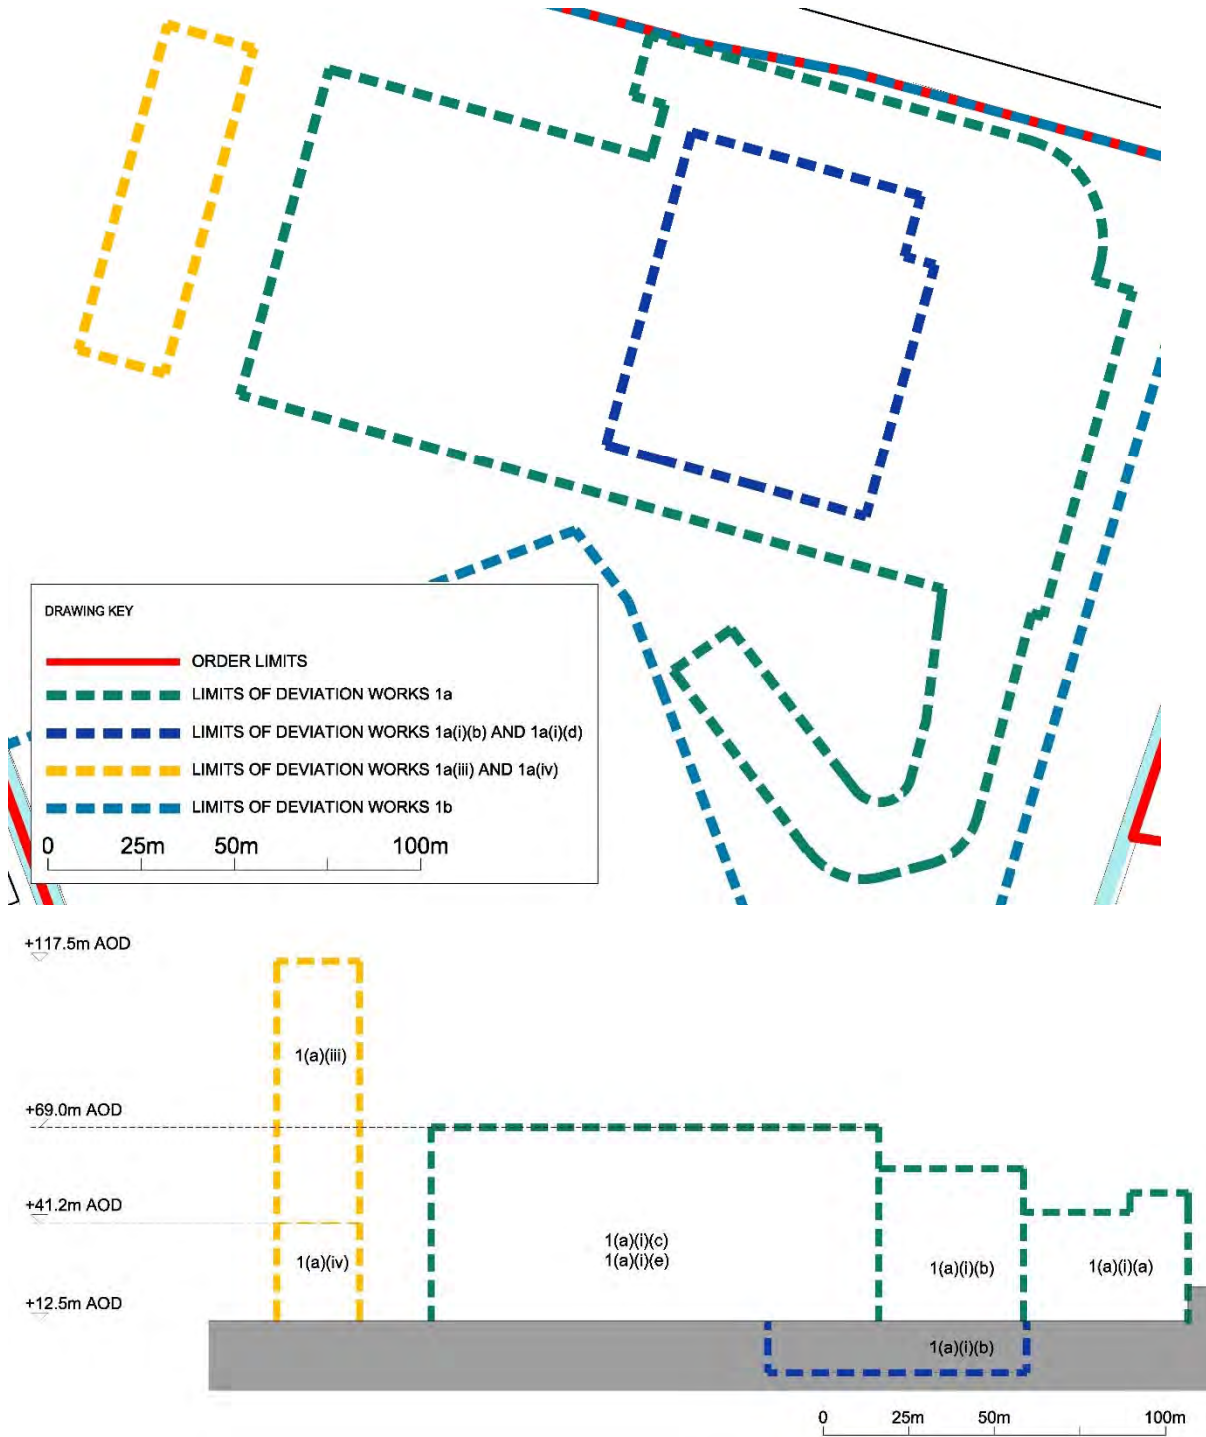 DRAWING KEY
ORDER LIMITS
LIMITS OF DEVIATION WORKS 1a
LIMITS OF DEVIATION WORKS 1a(i)(b) AND 1a(i)(d)
LIMITS OF DEVIATION WORKS 1a(iii) AND 1a(iv)
LIMITS OF DEVIATION WORKS 1b
0 25m 50m 100m
+117.5m AOD
1(a)(iii)
+69.0m AOD
+41.2m AOD
1(a)(i)(c)
1(a)(i)(e)
1(a)(iv)
1(a)(i)(b)
1(a)(i)(a)
+12.5m AOD
1(a)(i)(b)
0 25m 50m 100m